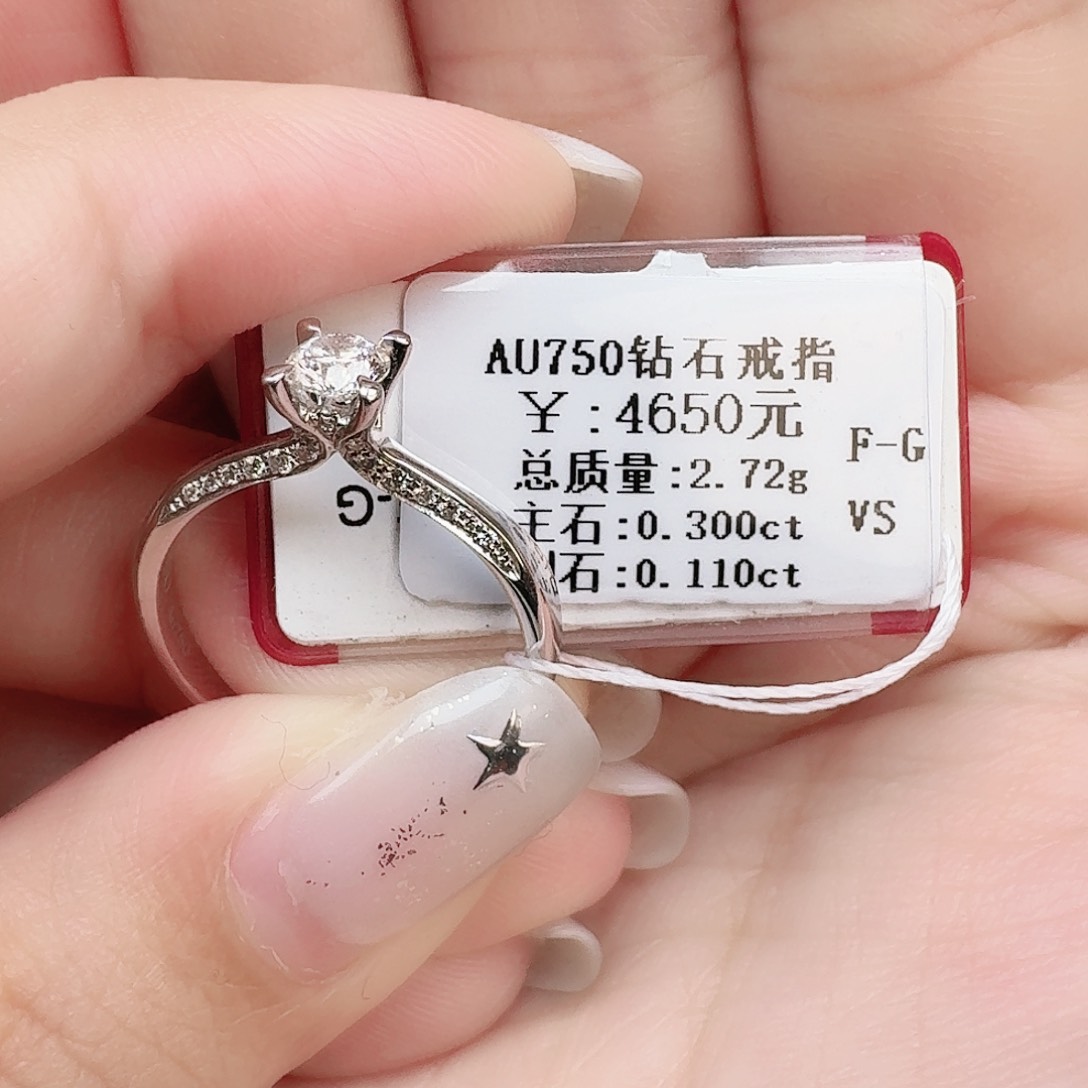 AU750钻石戒指
￥:4650元
总质量:2.72g
主石:0.300ct
石:0.110ct
F-G
VS
-G